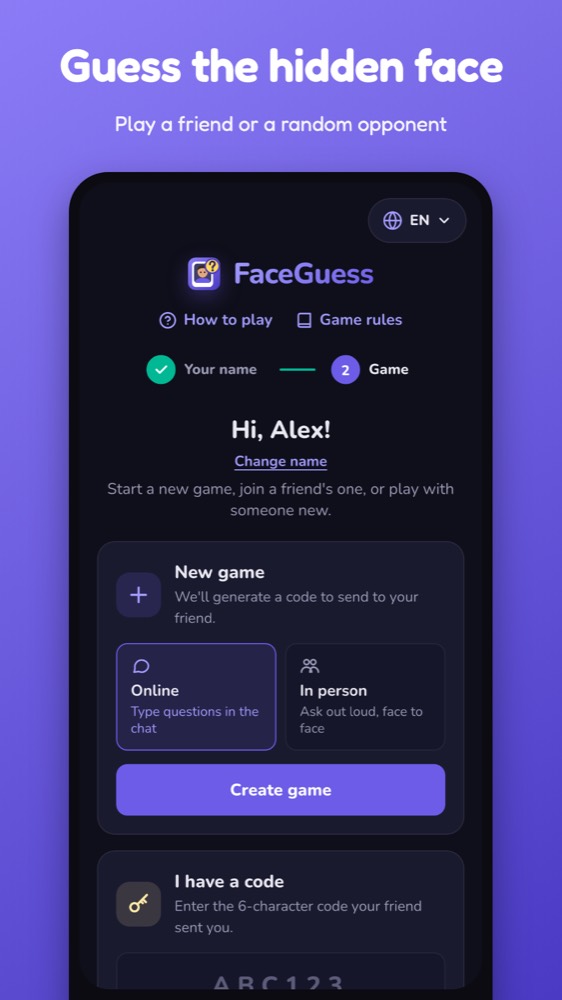 Guess the hidden face
Play a friend or a random opponent
EN
FaceGuess
How to play
Game rules
Your name
2
Game
Hi, Alex!
Change name
Start a new game, join a friend's one, or play with
someone new.
New game
We'll generate a code to send to your
friend.
Online
Type questions in the
chat
In person
Ask out loud, face to
face
Create game
I have a code
Enter the 6-character code your friend
sent you.
ABC123